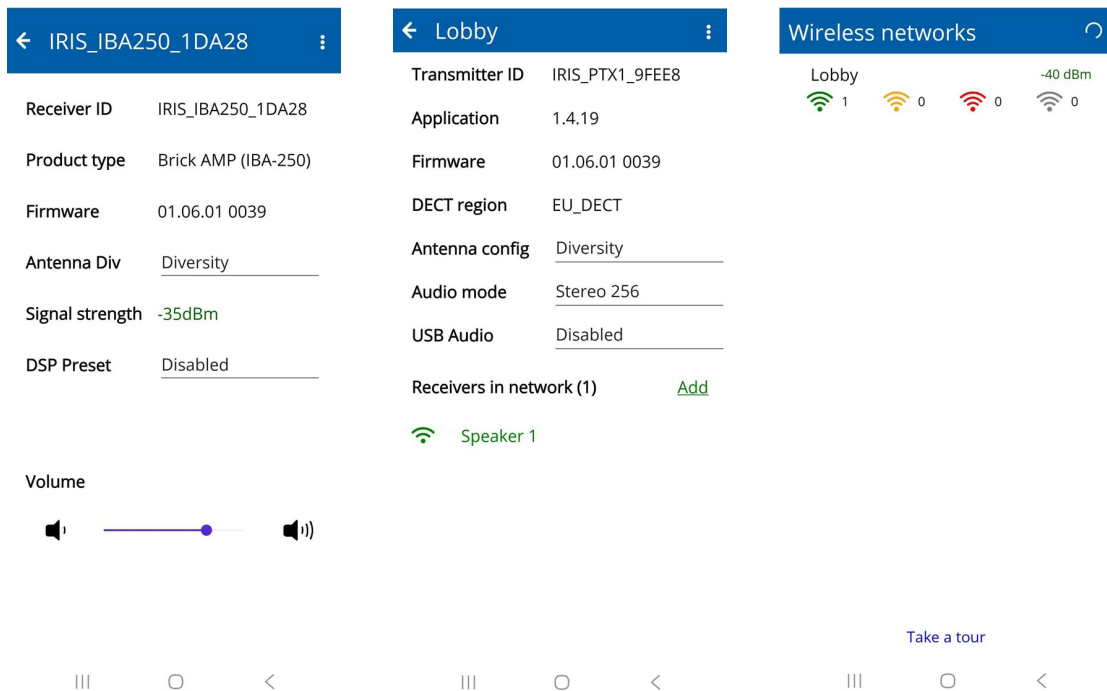 IRIS_IBA250_1DA28
Receiver ID IRIS_IBA250_1DA28
Product type Brick AMP (IBA-250)
Firmware 01.06.01 0039
Antenna Div Diversity
Signal strength -35dBm
DSP Preset Disabled
Volume
Lobby
Transmitter ID IRIS_PTX1_9FEE8
Application 1.4.19
Firmware 01.06.01 0039
DECT region EU_DECT
Antenna config Diversity
Audio mode Stereo 256
USB Audio Disabled
Receivers in network (1) Add
Speaker 1
Wireless networks
Lobby -40 dBm
1 0 0 0
Take a tour